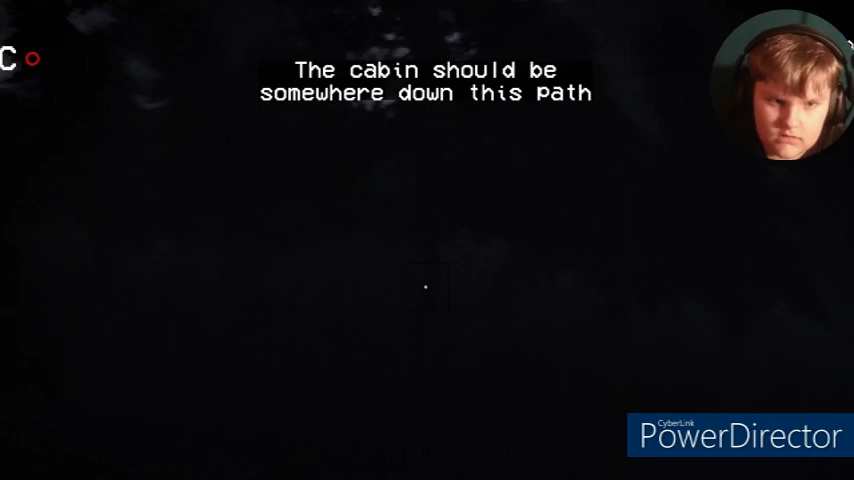 C
The cabin should be
somewhere down this path
CyberLink
PowerDirector